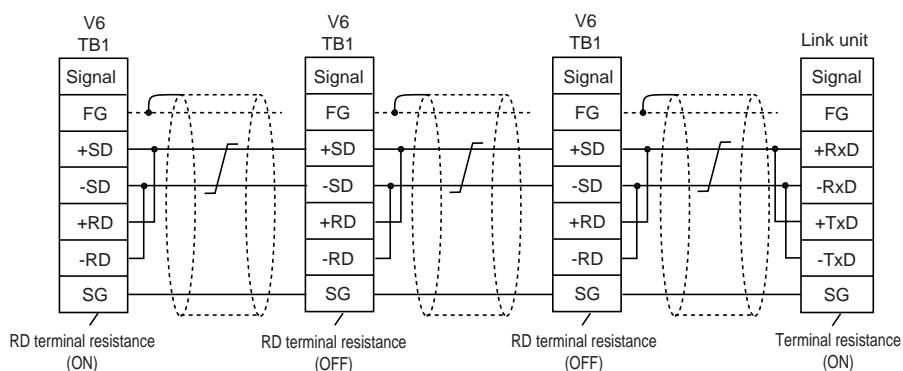 V6
TB1
Signal
FG
+SD
-SD
+RD
-RD
SG
RD terminal resistance
(ON)
V6
TB1
Signal
FG
+SD
-SD
+RD
-RD
SG
RD terminal resistance
(OFF)
V6
TB1
Signal
FG
+SD
-SD
+RD
-RD
SG
RD terminal resistance
(OFF)
Link unit
Signal
FG
+RxD
-RxD
+TxD
-TxD
SG
Terminal resistance
(ON)